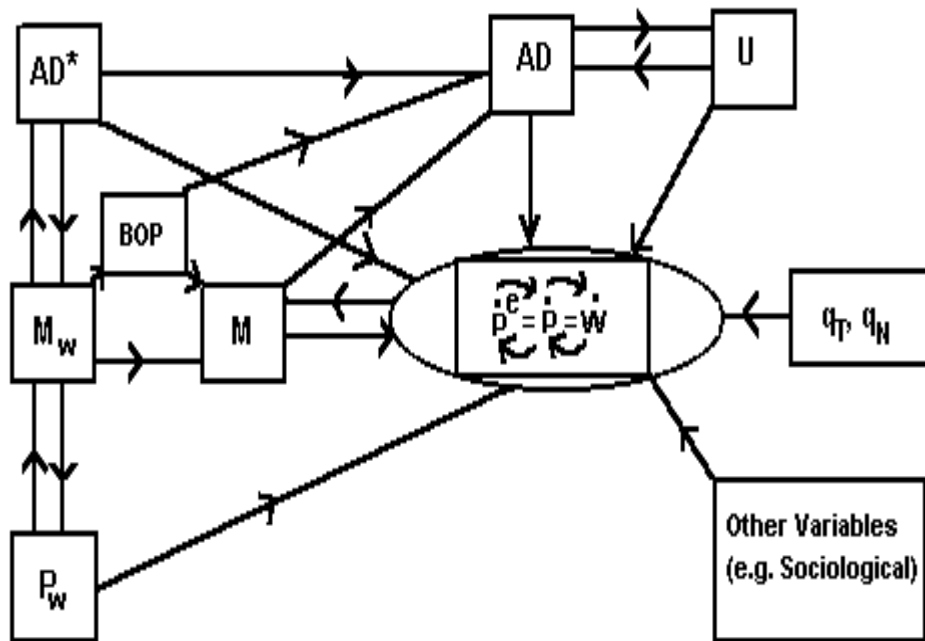 AD*
AD
U
BOP
M_w
M
ṗ^e = ṗ = ẇ
q_T, q_N
P_w
Other Variables
(e.g. Sociological)